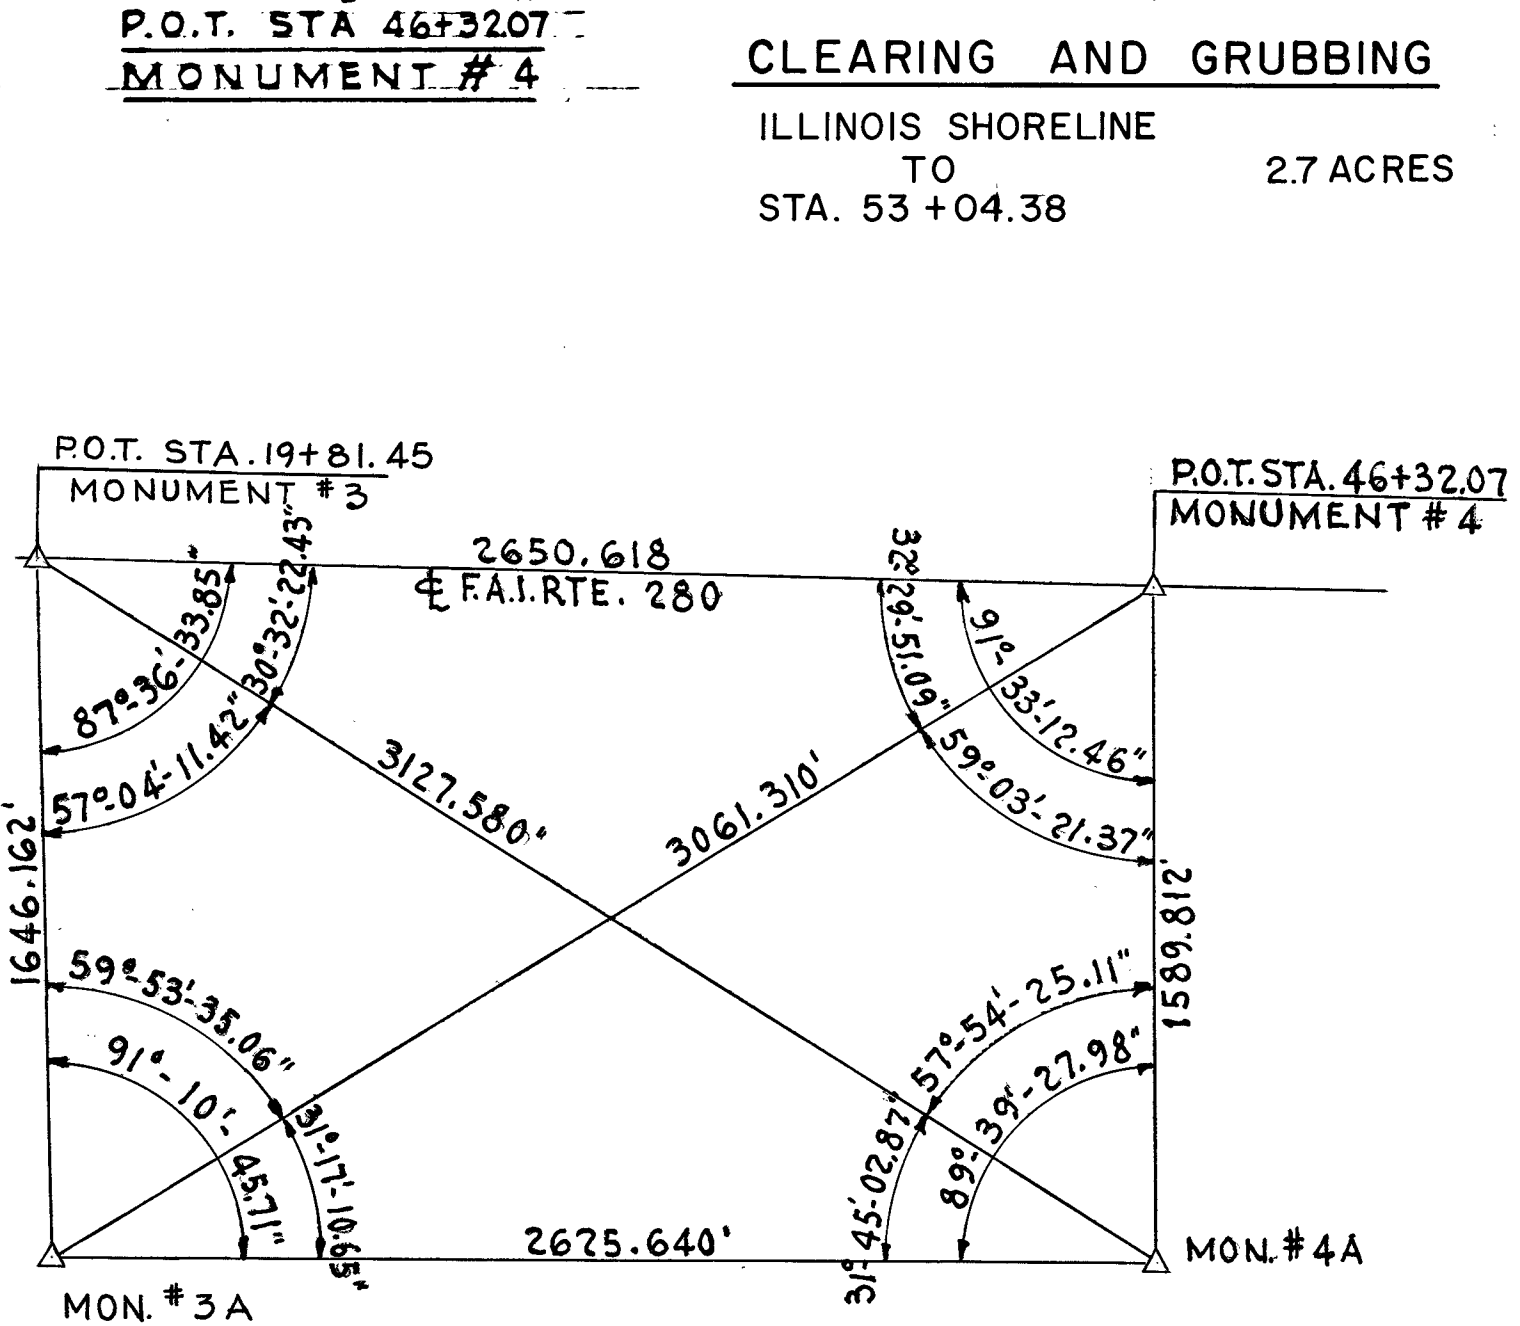 P.O.T. STA 46+32.07
MONUMENT #4
CLEARING AND GRUBBING
ILLINOIS SHORELINE
TO
STA. 53+04.38
2.7 ACRES
P.O.T. STA. 19+81.45
MONUMENT #3
P.O.T. STA. 46+32.07
MONUMENT #4
2650.618
℄ F.A.I. RTE. 280
87°-36'-33.85"
30°-32'-22.43"
57°-04'-11.42"
32°-29'-51.09"
91°-33'-12.46"
59°-03'-21.37"
3127.580"
3061.310'
1646.162'
1589.812'
59°-53'-35.06"
91°-10'-45.71"
31°-17'-10.65"
57°-54'-25.11"
89°-39'-27.98"
31°-45'-02.87"
2625.640'
MON. #3A
MON. #4A